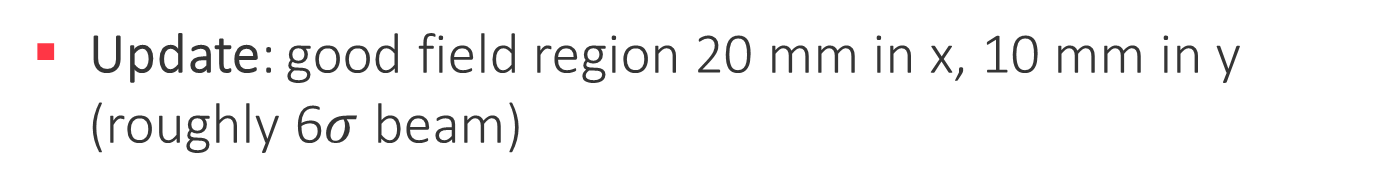 ▪ Update: good field region 20 mm in x, 10 mm in y
(roughly 6σ beam)